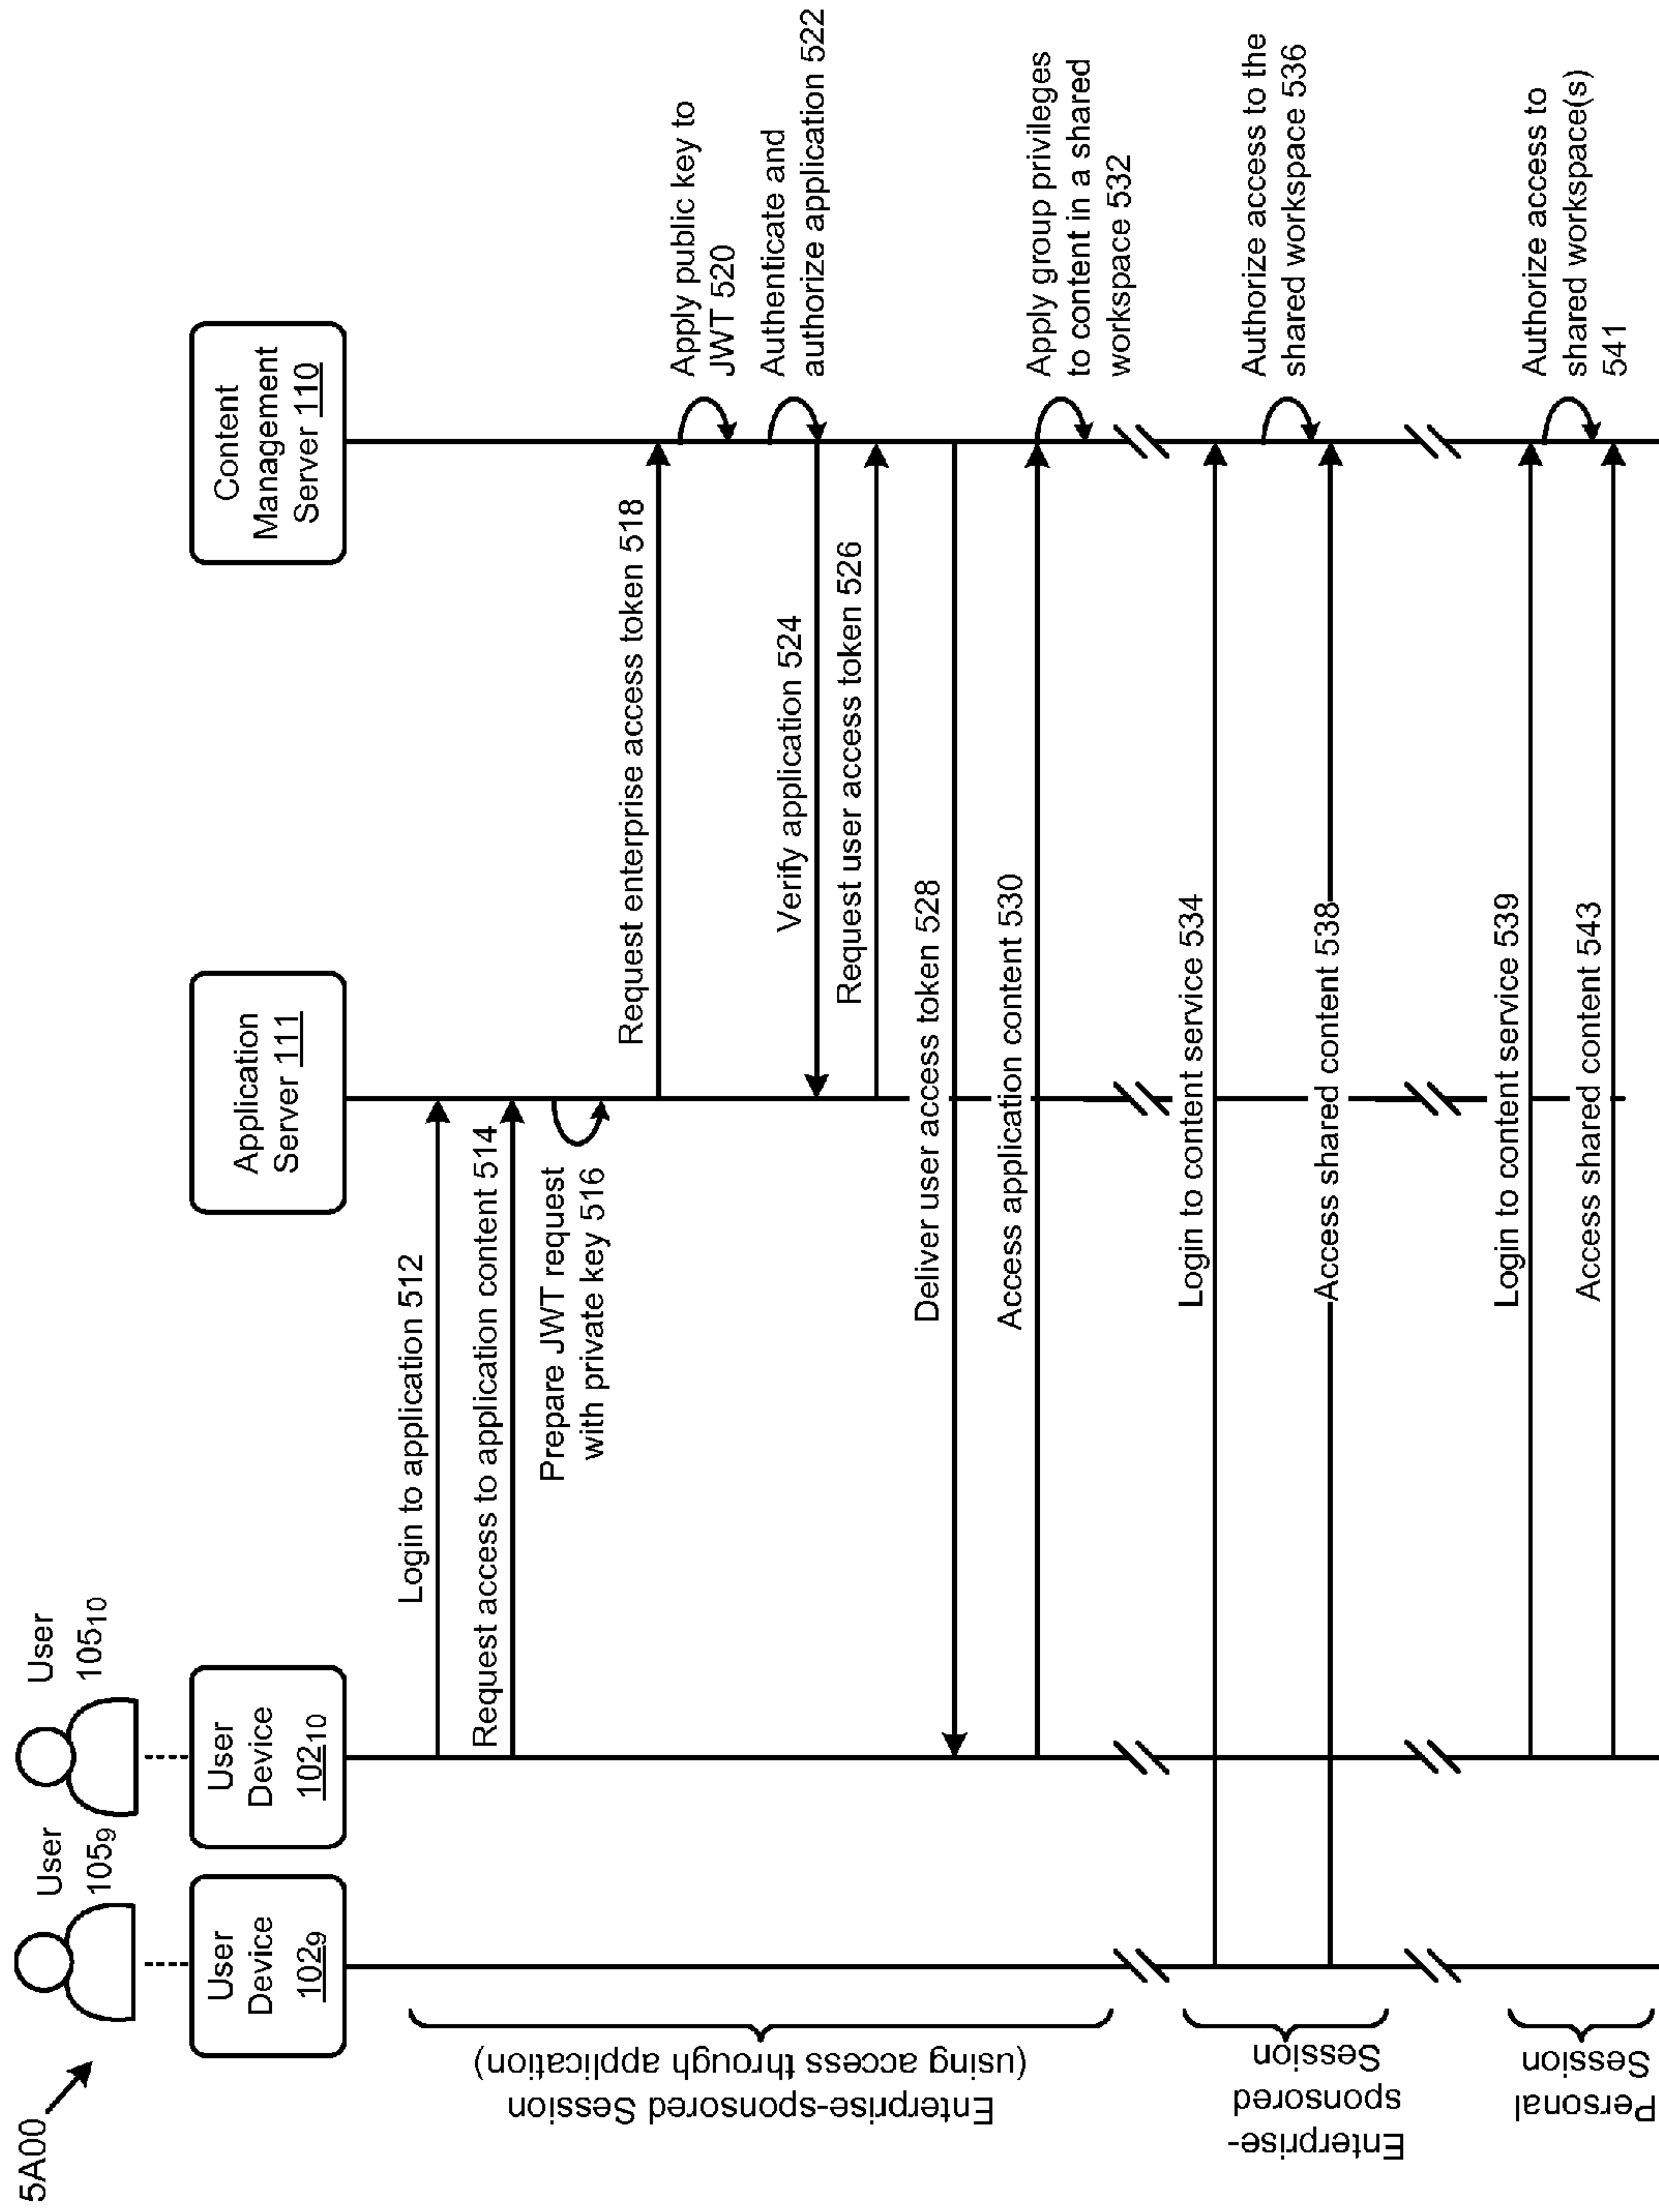 5A00
User
105₉
User
105₁₀
User
Device
102₉
User
Device
102₁₀
Application
Server 111
Content
Management
Server 110
Enterprise-sponsored Session
(using access through application)
Login to application 512
Request access to application content 514
Prepare JWT request
with private key 516
Request enterprise access token 518
Apply public key to
JWT 520
Authenticate and
authorize application 522
Verify application 524
Request user access token 526
Deliver user access token 528
Access application content 530
Apply group privileges
to content in a shared
workspace 532
Enterprise-
sponsored
Session
Login to content service 534
Authorize access to the
shared workspace 536
Access shared content 538
Personal
Session
Login to content service 539
Authorize access to
shared workspace(s)
541
Access shared content 543